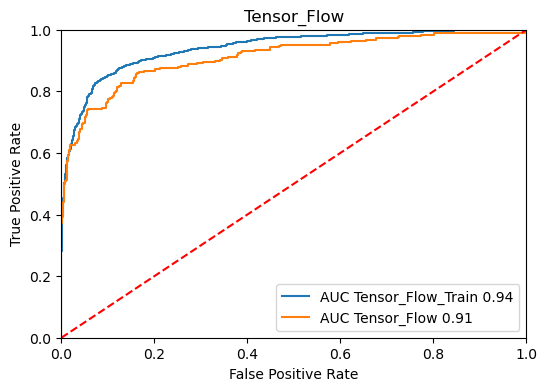 Tensor_Flow
1.0
0.8
0.6
0.4
0.2
0.0
True Positive Rate
AUC Tensor_Flow_Train 0.94
AUC Tensor_Flow 0.91
0.0 0.2 0.4 0.6 0.8 1.0
False Positive Rate